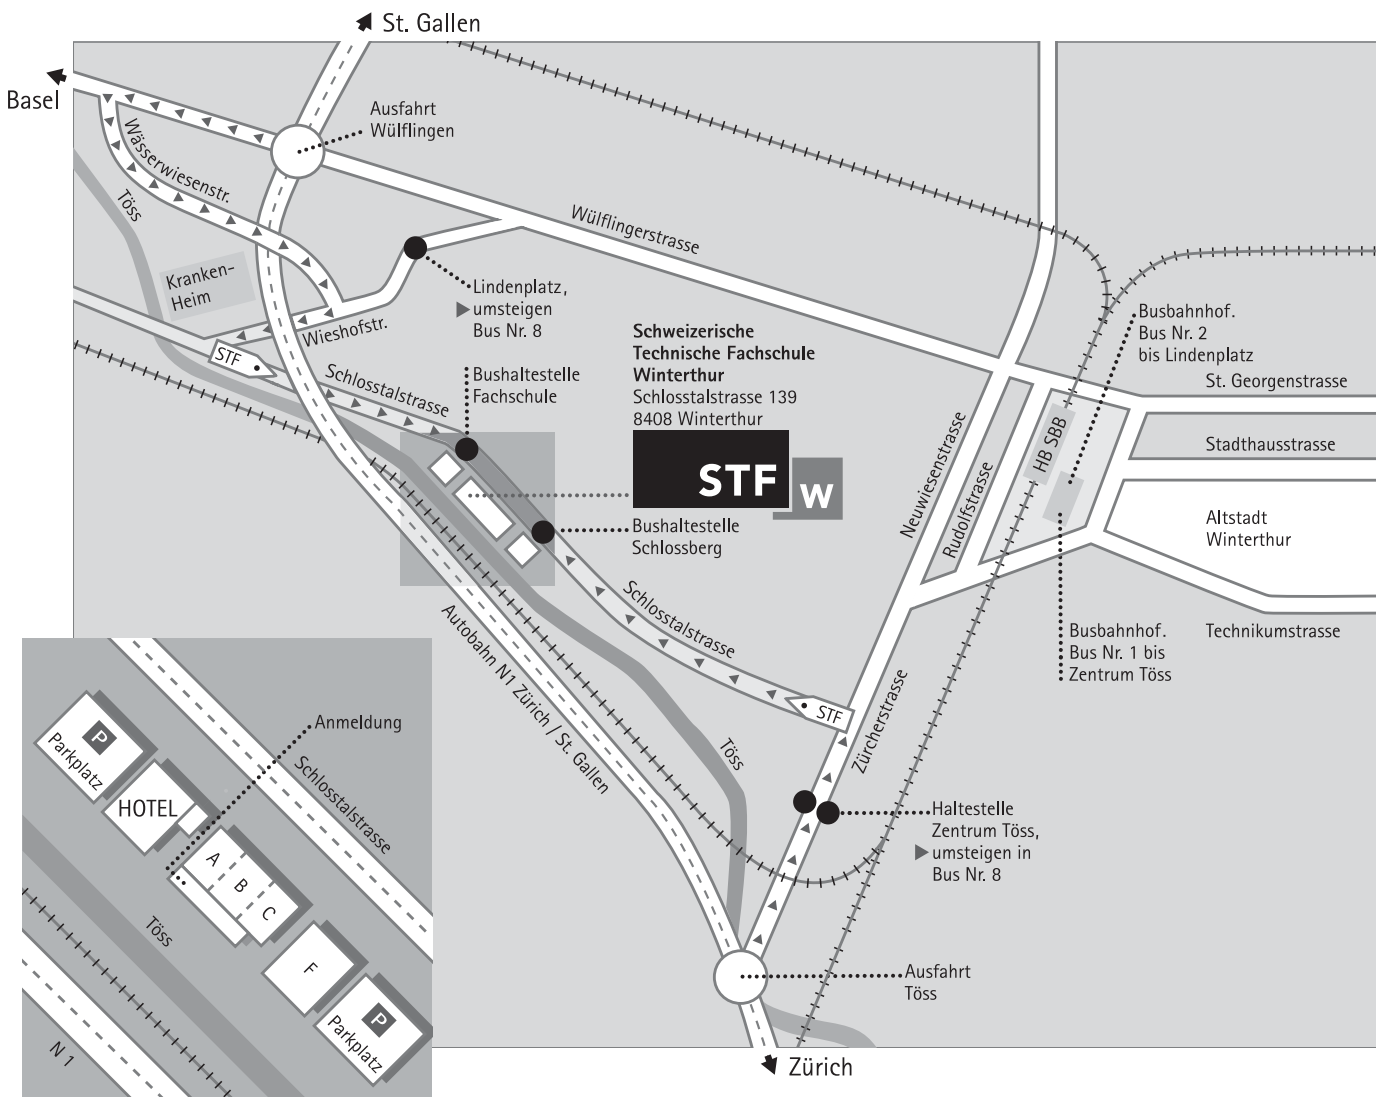 St. Gallen
Basel
Ausfahrt
Wülflingen
Wässerwiesenstr.
Töss
Wülflingerstrasse
Kranken-
Heim
Lindenplatz,
umsteigen
Bus Nr. 8
Wieshofstr.
STF
Schlosstalstrasse
Bushaltestelle
Fachschule
Schweizerische
Technische Fachschule
Winterthur
Schlosstalstrasse 139
8408 Winterthur
STF
W
Bushaltestelle
Schlossberg
Busbahnhof.
Bus Nr. 2
bis Lindenplatz
St. Georgenstrasse
Stadthausstrasse
HB SBB
Neuwiesenstrasse
Rudolfstrasse
Altstadt
Winterthur
Technikumstrasse
Busbahnhof.
Bus Nr. 1 bis
Zentrum Töss
Schlosstalstrasse
STF
Zürcherstrasse
Autobahn N1 Zürich / St. Gallen
Töss
Haltestelle
Zentrum Töss,
umsteigen in
Bus Nr. 8
Ausfahrt
Töss
Zürich
Anmeldung
P
Parkplatz
HOTEL
Schlosstalstrasse
A
B
C
F
Töss
P
Parkplatz
N 1